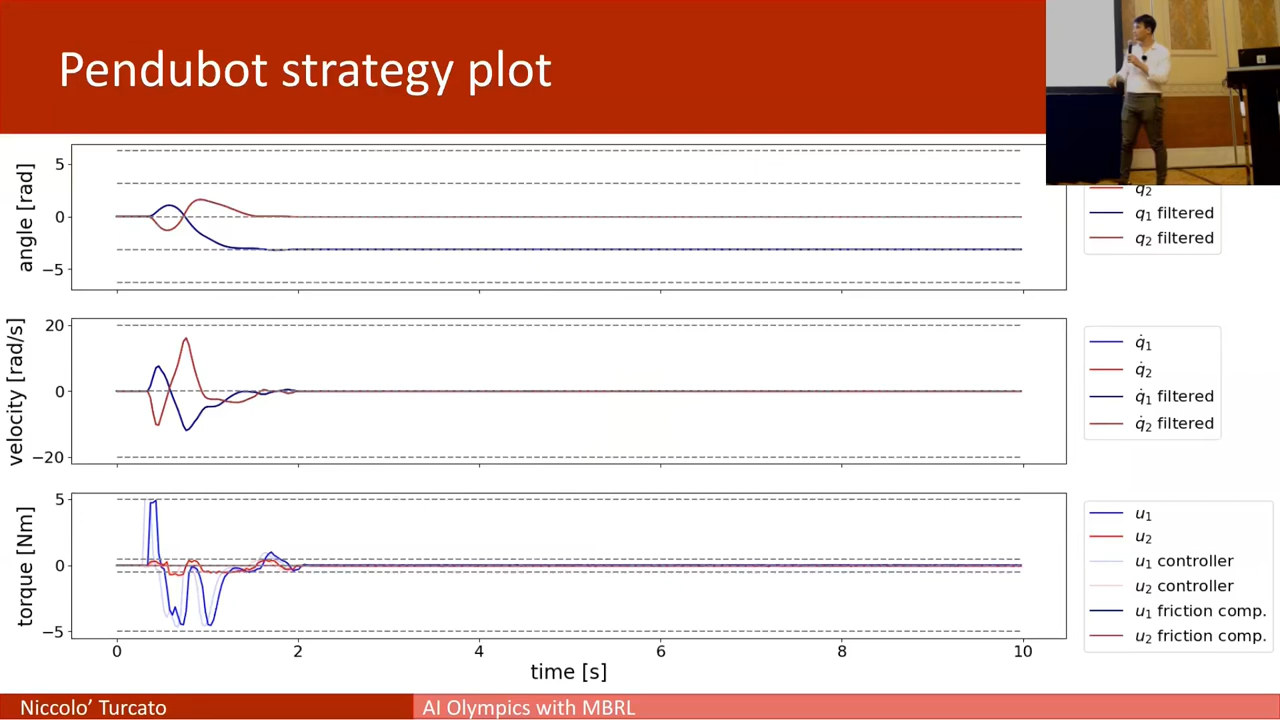 Pendubot strategy plot
angle [rad]
5
0
−5
q2
q1 filtered
q2 filtered
velocity [rad/s]
20
0
−20
q̇1
q̇2
q̇1 filtered
q̇2 filtered
torque [Nm]
5
0
−5
u1
u2
u1 controller
u2 controller
u1 friction comp.
u2 friction comp.
0 2 4 6 8 10
time [s]
Niccolo’ Turcato
AI Olympics with MBRL